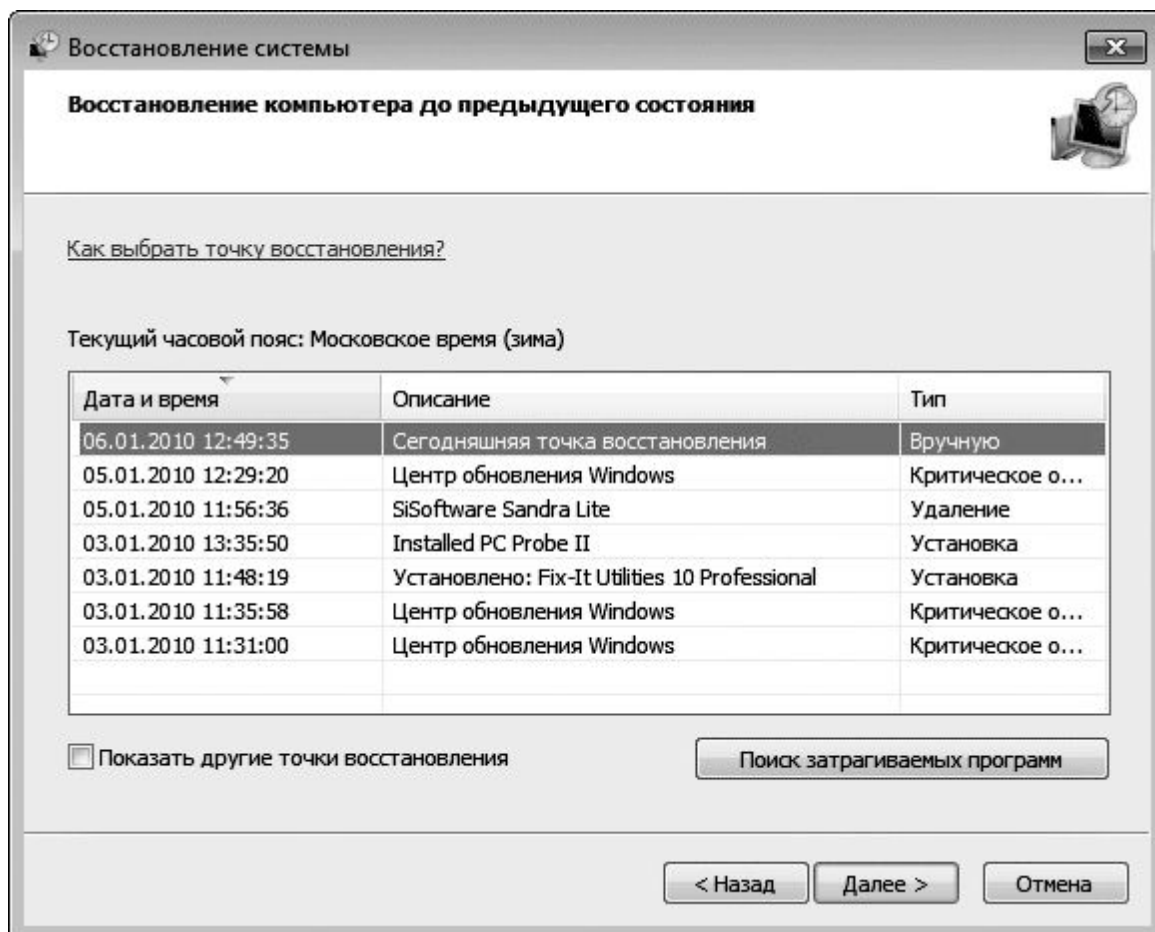 Восстановление системы
Восстановление компьютера до предыдущего состояния
Как выбрать точку восстановления?
Текущий часовой пояс: Московское время (зима)
Дата и время Описание Тип
06.01.2010 12:49:35 Сегодняшняя точка восстановления Вручную
05.01.2010 12:29:20 Центр обновления Windows Критическое о...
05.01.2010 11:56:36 SiSoftware Sandra Lite Удаление
03.01.2010 13:35:50 Installed PC Probe II Установка
03.01.2010 11:48:19 Установлено: Fix-It Utilities 10 Professional Установка
03.01.2010 11:35:58 Центр обновления Windows Критическое о...
03.01.2010 11:31:00 Центр обновления Windows Критическое о...
Показать другие точки восстановления Поиск затрагиваемых программ
< Назад Далее > Отмена